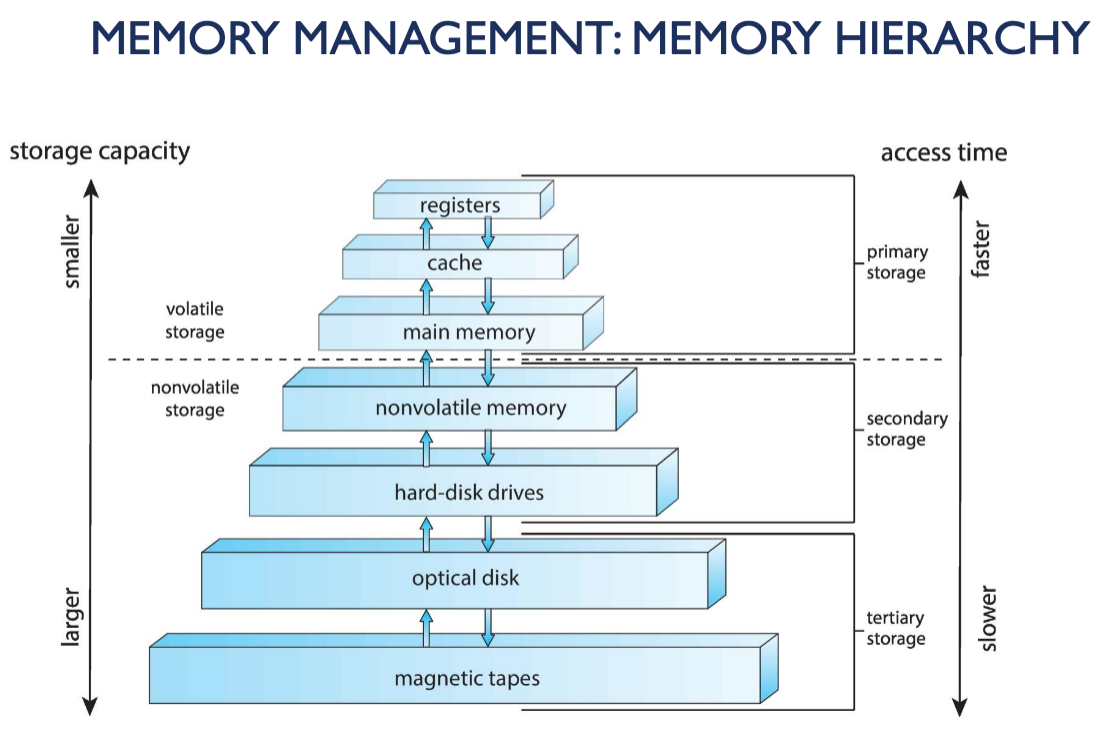 MEMORY MANAGEMENT: MEMORY HIERARCHY
storage capacity
access time
smaller
larger
volatile
storage
nonvolatile
storage
registers
cache
main memory
nonvolatile memory
hard-disk drives
optical disk
magnetic tapes
primary
storage
secondary
storage
tertiary
storage
faster
slower